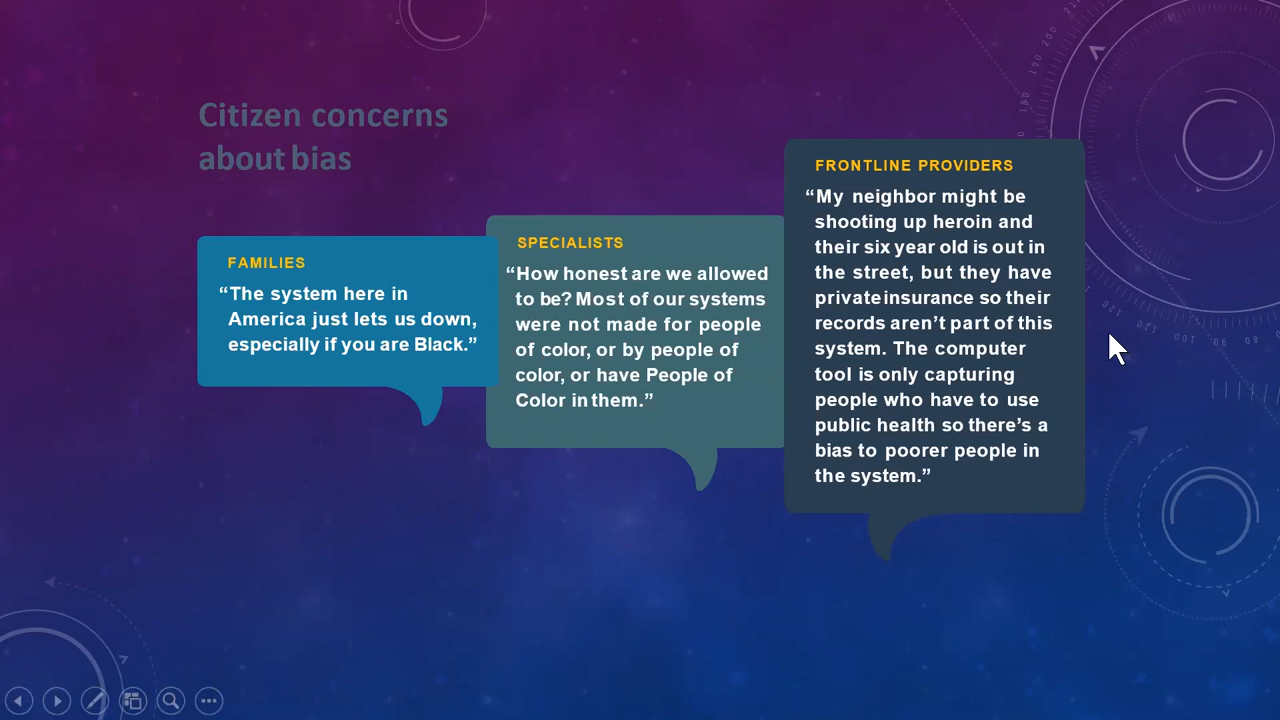 Citizen concerns
about bias
FAMILIES
“The system here in
America just lets us down,
especially if you are Black.”
SPECIALISTS
“How honest are we allowed
to be? Most of our systems
were not made for people
of color, or by people of
color, or have People of
Color in them.”
FRONTLINE PROVIDERS
“My neighbor might be
shooting up heroin and
their six year old is out in
the street, but they have
private insurance so their
records aren’t part of this
system. The computer
tool is only capturing
people who have to use
public health so there’s a
bias to poorer people in
the system.”